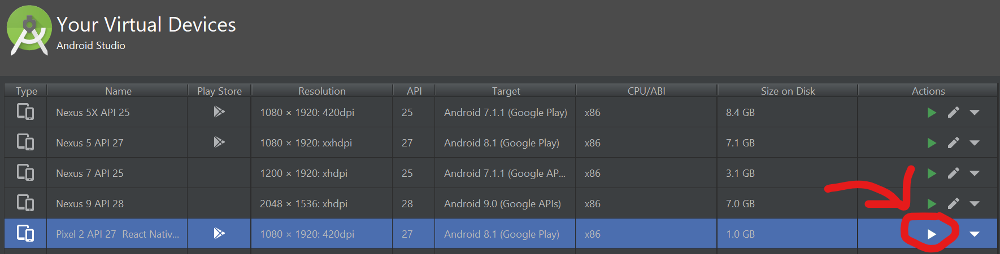 Your Virtual Devices
Android Studio
Type Name Play Store Resolution API Target CPU/ABI Size on Disk Actions
Nexus 5X API 25 1080 × 1920: 420dpi 25 Android 7.1.1 (Google Play) x86 8.4 GB
Nexus 5 API 27 1080 × 1920: xxhdpi 27 Android 8.1 (Google Play) x86 7.1 GB
Nexus 7 API 25 1200 × 1920: xhdpi 25 Android 7.1.1 (Google AP... x86 3.1 GB
Nexus 9 API 28 2048 × 1536: xhdpi 28 Android 9.0 (Google APIs) x86 7.0 GB
Pixel 2 API 27 React Nativ... 1080 × 1920: 420dpi 27 Android 8.1 (Google Play) x86 1.0 GB